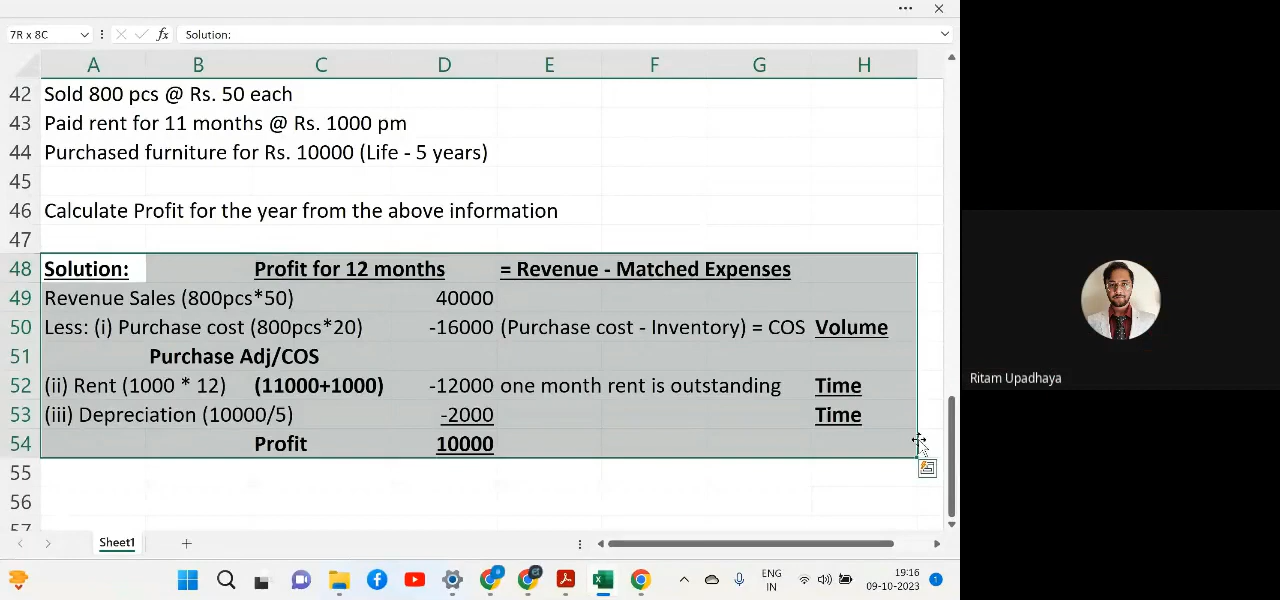 7R x 8C
fx Solution:
A B C D E F G H
42 Sold 800 pcs @ Rs. 50 each
43 Paid rent for 11 months @ Rs. 1000 pm
44 Purchased furniture for Rs. 10000 (Life - 5 years)
45
46 Calculate Profit for the year from the above information
47
48 Solution: Profit for 12 months = Revenue - Matched Expenses
49 Revenue Sales (800pcs*50) 40000
50 Less: (i) Purchase cost (800pcs*20) -16000 (Purchase cost - Inventory) = COS Volume
51 Purchase Adj/COS
52 (ii) Rent (1000 * 12) (11000+1000) -12000 one month rent is outstanding Time
53 (iii) Depreciation (10000/5) -2000 Time
54 Profit 10000
55
56
57
Sheet1
Ritam Upadhaya
ENG
IN
19:16
09-10-2023
1